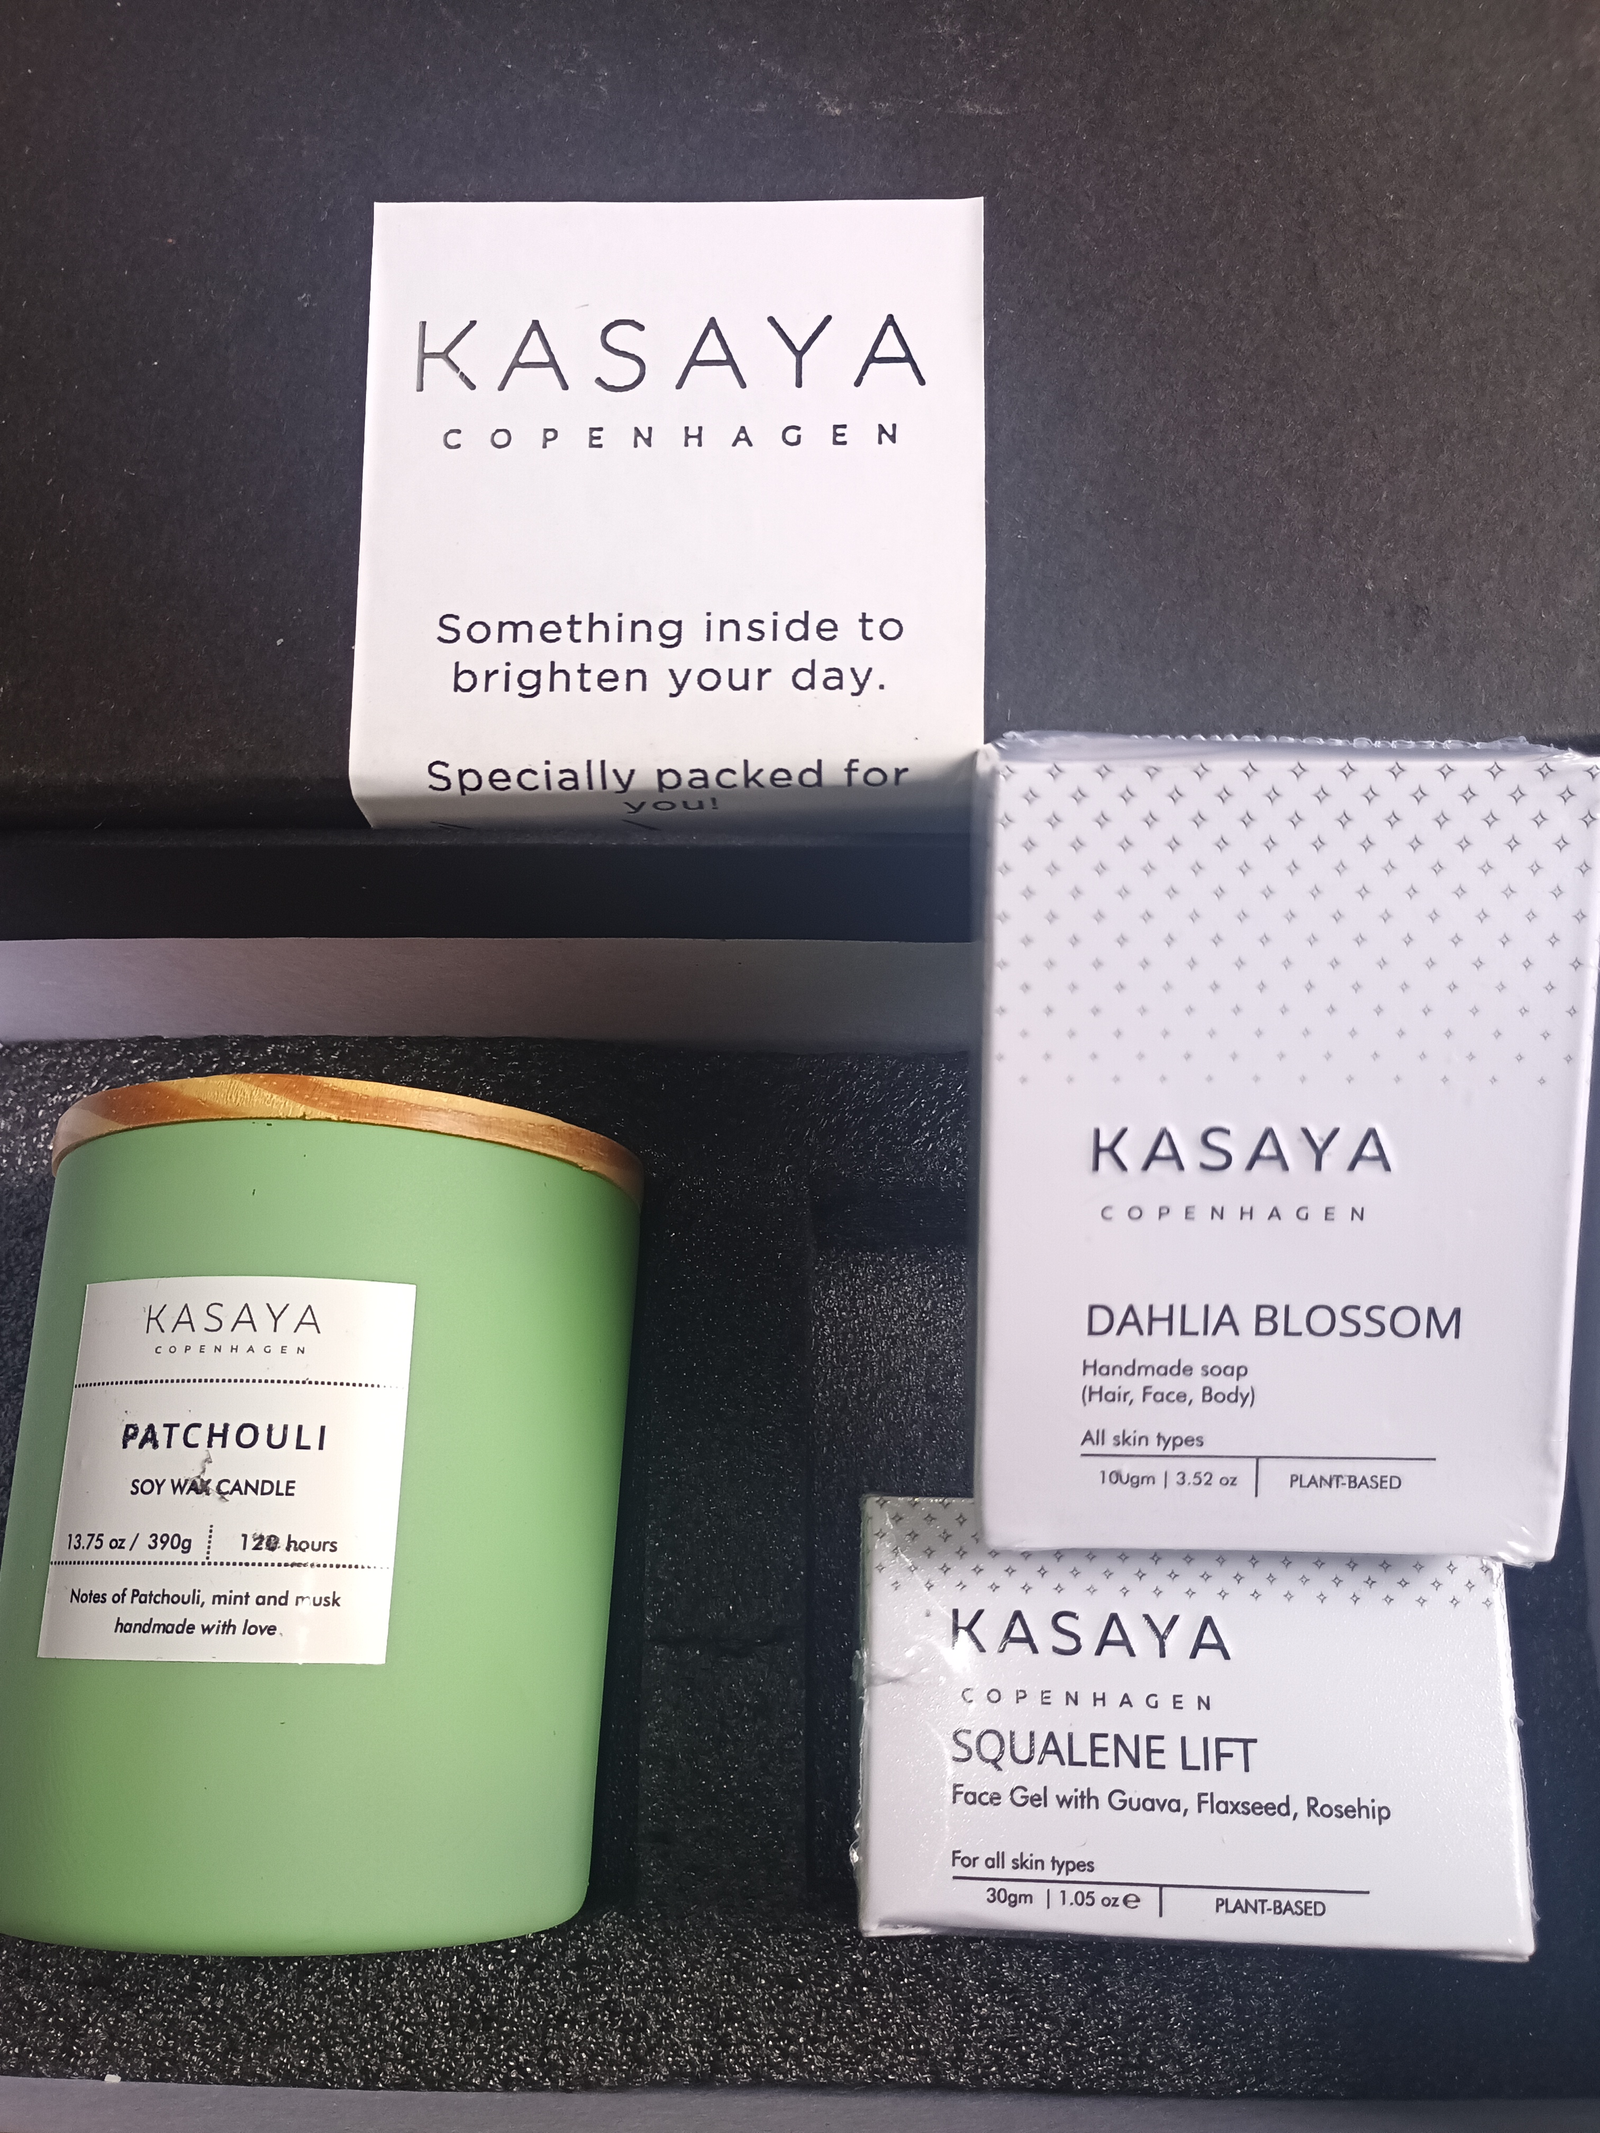 KASAYA
COPENHAGEN
Something inside to
brighten your day.
Specially packed for
you!
KASAYA
COPENHAGEN
DAHLIA BLOSSOM
Handmade soap
(Hair, Face, Body)
All skin types
100gm | 3.52 oz | PLANT-BASED
KASAYA
COPENHAGEN
PATCHOULI
SOY WAX CANDLE
13.75 oz / 390g 120 hours
Notes of Patchouli, mint and musk
handmade with love
KASAYA
COPENHAGEN
SQUALENE LIFT
Face Gel with Guava, Flaxseed, Rosehip
For all skin types
30gm | 1.05 oz e | PLANT-BASED